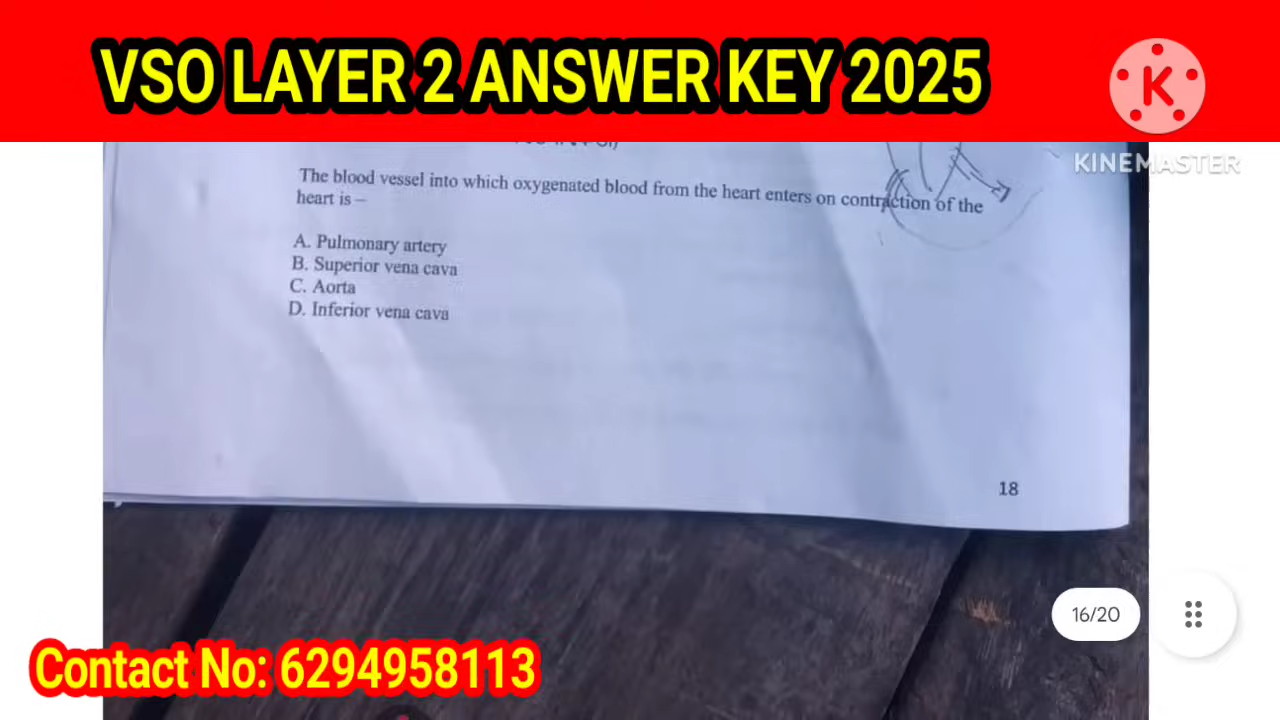 VSO LAYER 2 ANSWER KEY 2025
K
KINEMASTER
The blood vessel into which oxygenated blood from the heart enters on contraction of the
heart is –
A. Pulmonary artery
B. Superior vena cava
C. Aorta
D. Inferior vena cava
18
16/20
Contact No: 6294958113